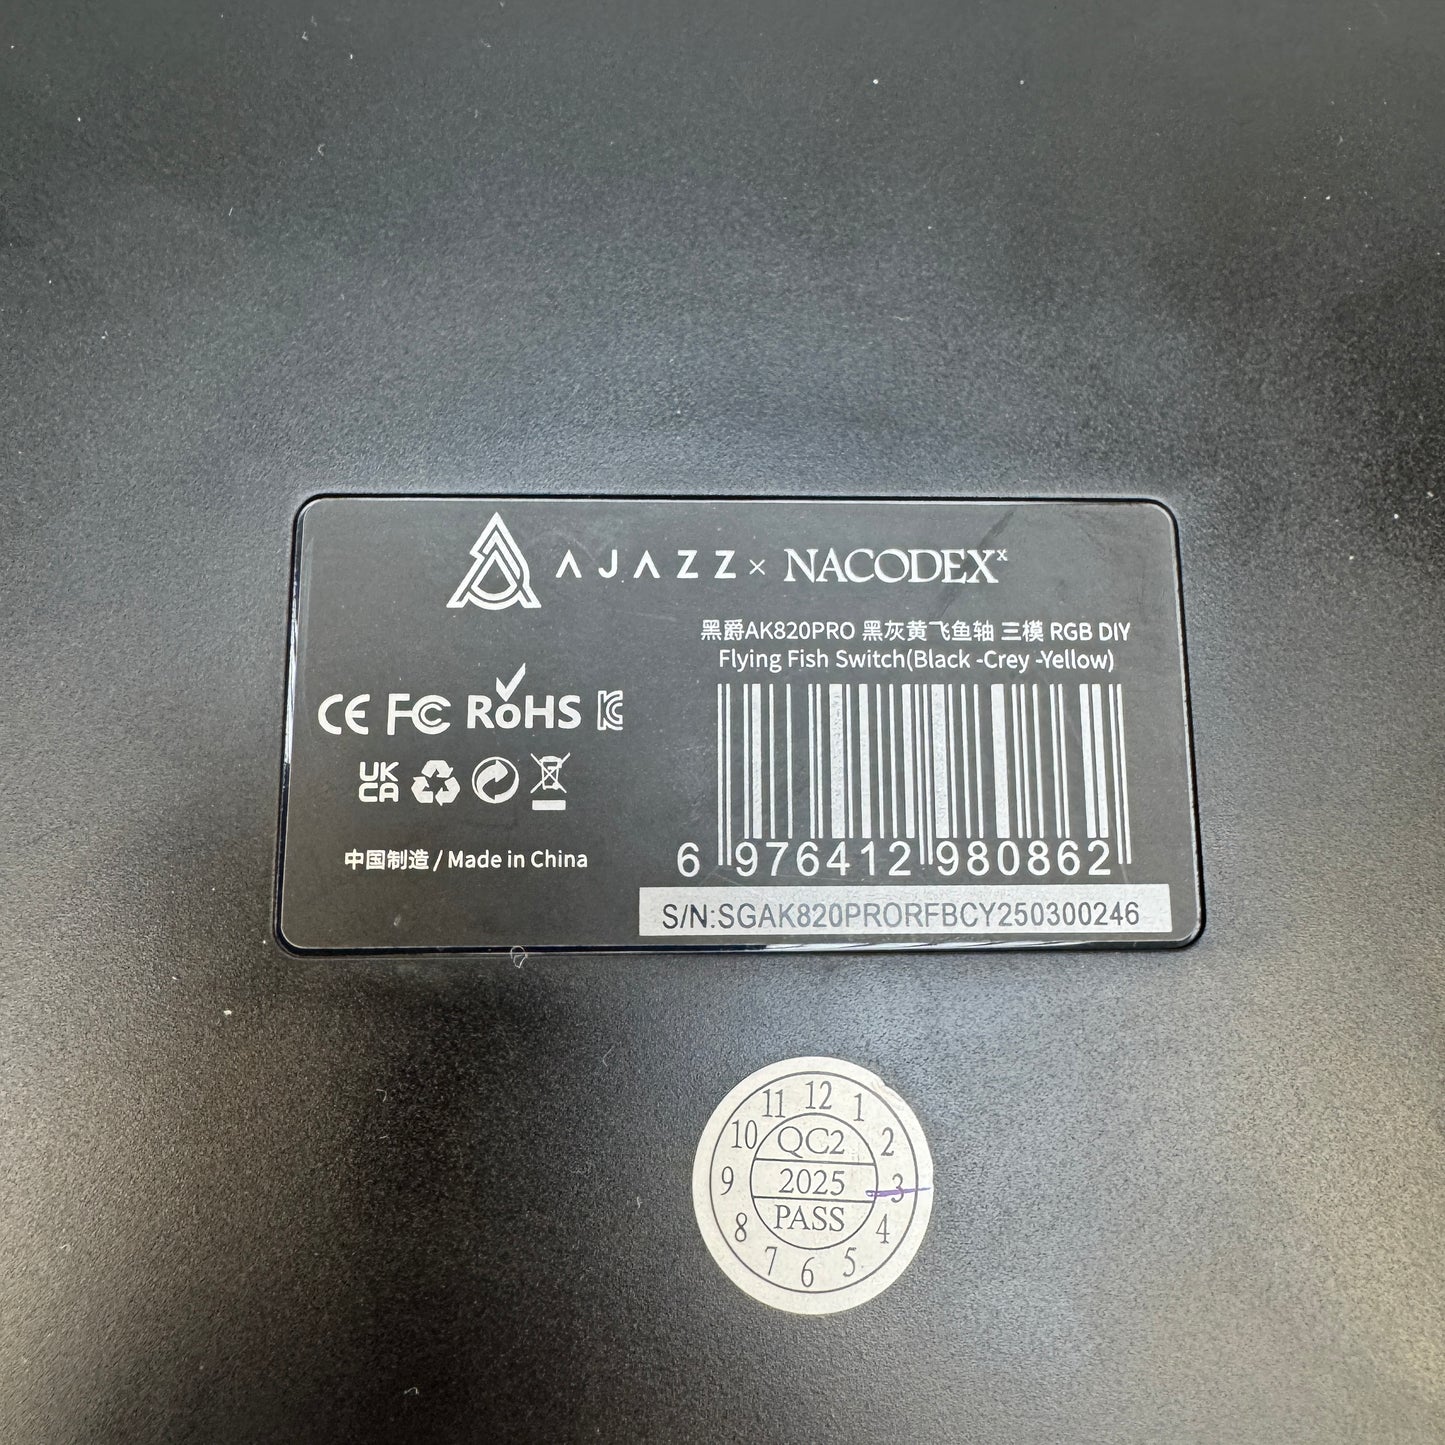 AJAZZ × NACODEX x
黑爵AK820PRO 黑灰黄飞鱼轴 三模 RGB DIY
Flying Fish Switch(Black -Crey -Yellow)
CE FC RoHS KC
UK
CA
中国制造 / Made in China
6 976412 980862
S/N:SGAK820PRORFBCY250300246
11 12 1
10 QC2 2
9 2025 3
8 PASS 4
7 6 5